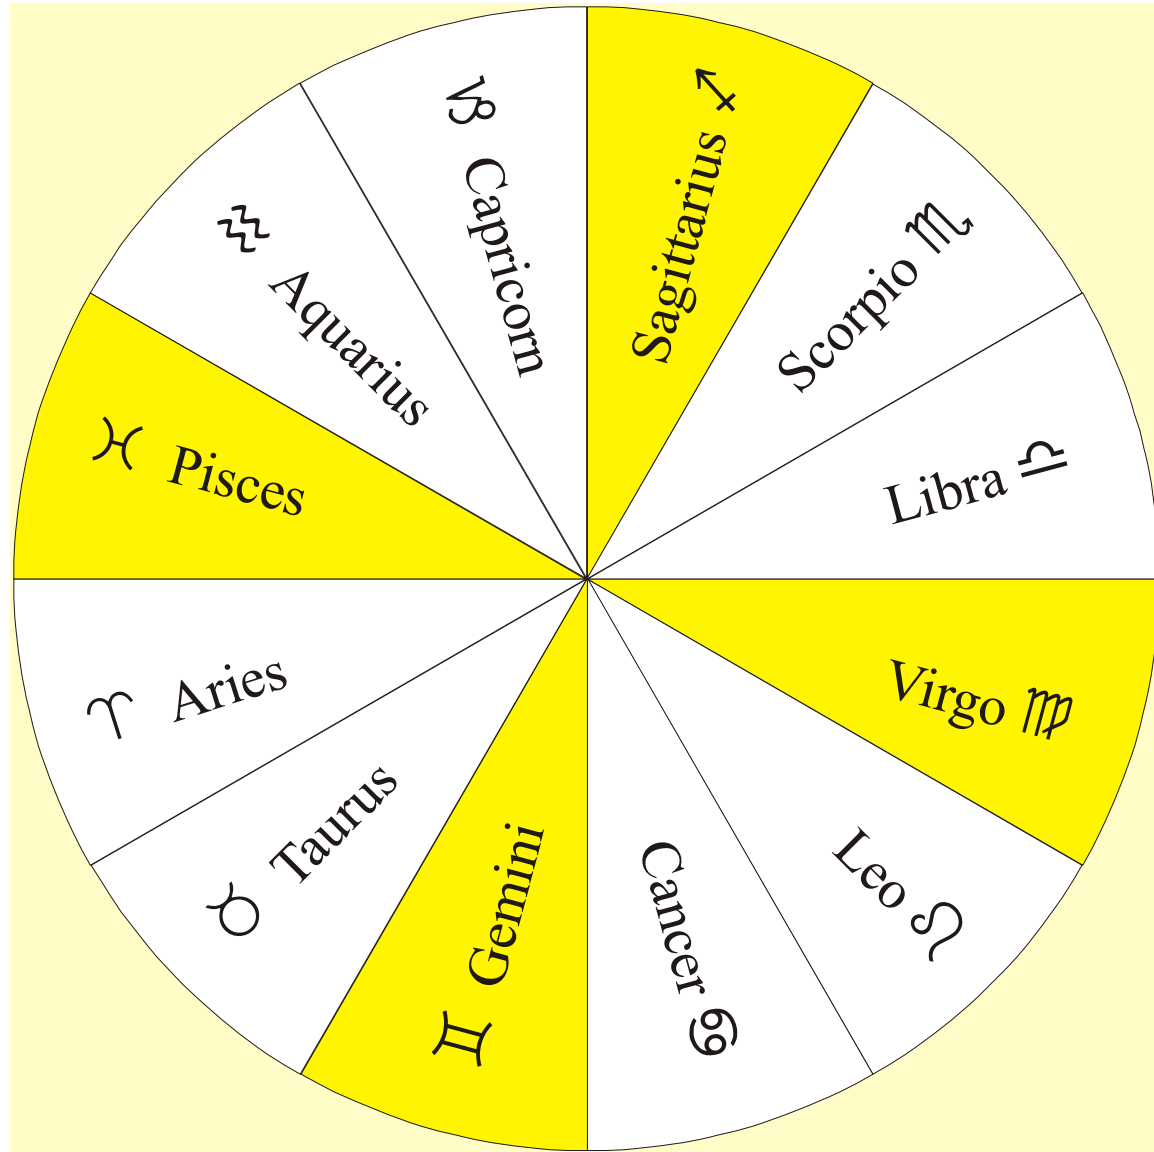 ♑ Capricorn
Sagittarius ♐
Scorpio ♏
Libra ♎
Virgo ♍
Leo ♌
Cancer ♋
♊ Gemini
♉ Taurus
♈ Aries
♓ Pisces
♒ Aquarius